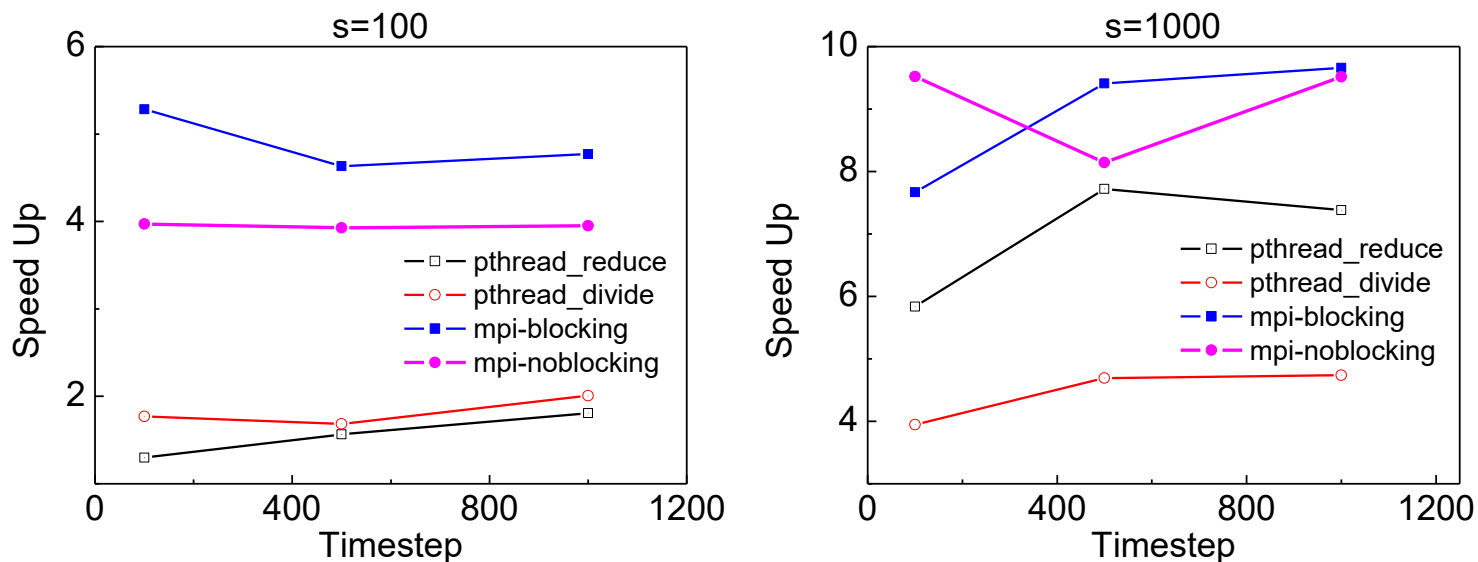 s=100
6
4
2
Speed Up
pthread_reduce
pthread_divide
mpi-blocking
mpi-noblocking
0 400 800 1200
Timestep
s=1000
10
8
6
4
Speed Up
pthread_reduce
pthread_divide
mpi-blocking
mpi-noblocking
0 400 800 1200
Timestep